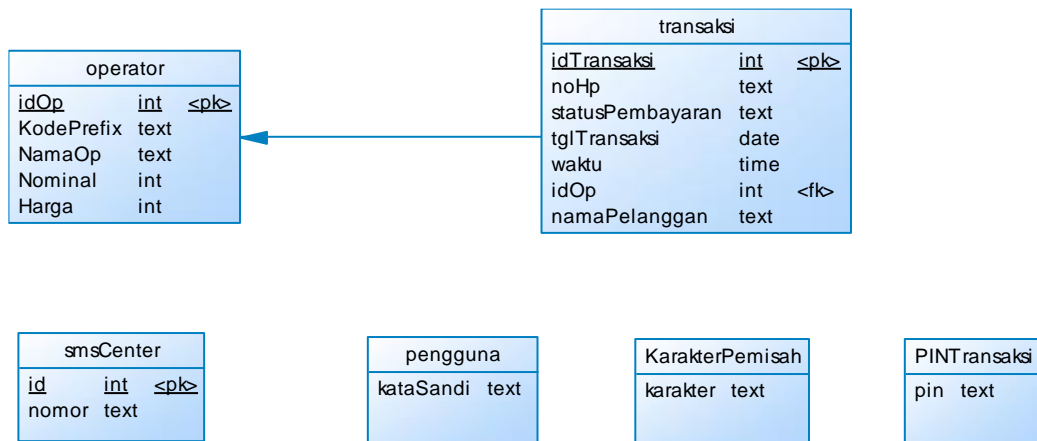 operator
idOp int <pk>
KodePrefix text
NamaOp text
Nominal int
Harga int
transaksi
idTransaksi int <pk>
noHp text
statusPembayaran text
tglTransaksi date
waktu time
idOp int <fk>
namaPelanggan text
smsCenter
id int <pk>
nomor text
pengguna
kataSandi text
KarakterPemisah
karakter text
PINTransaksi
pin text